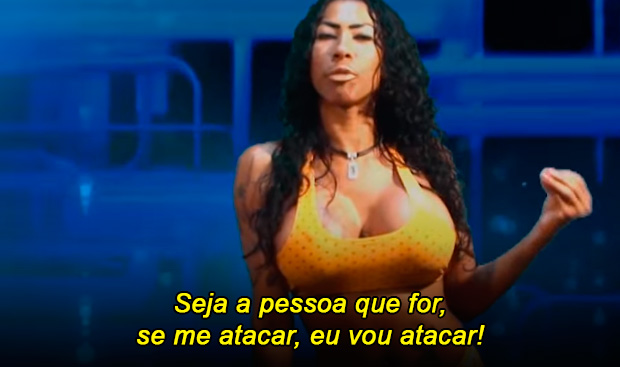 Seja a pessoa que for,
se me atacar, eu vou atacar!